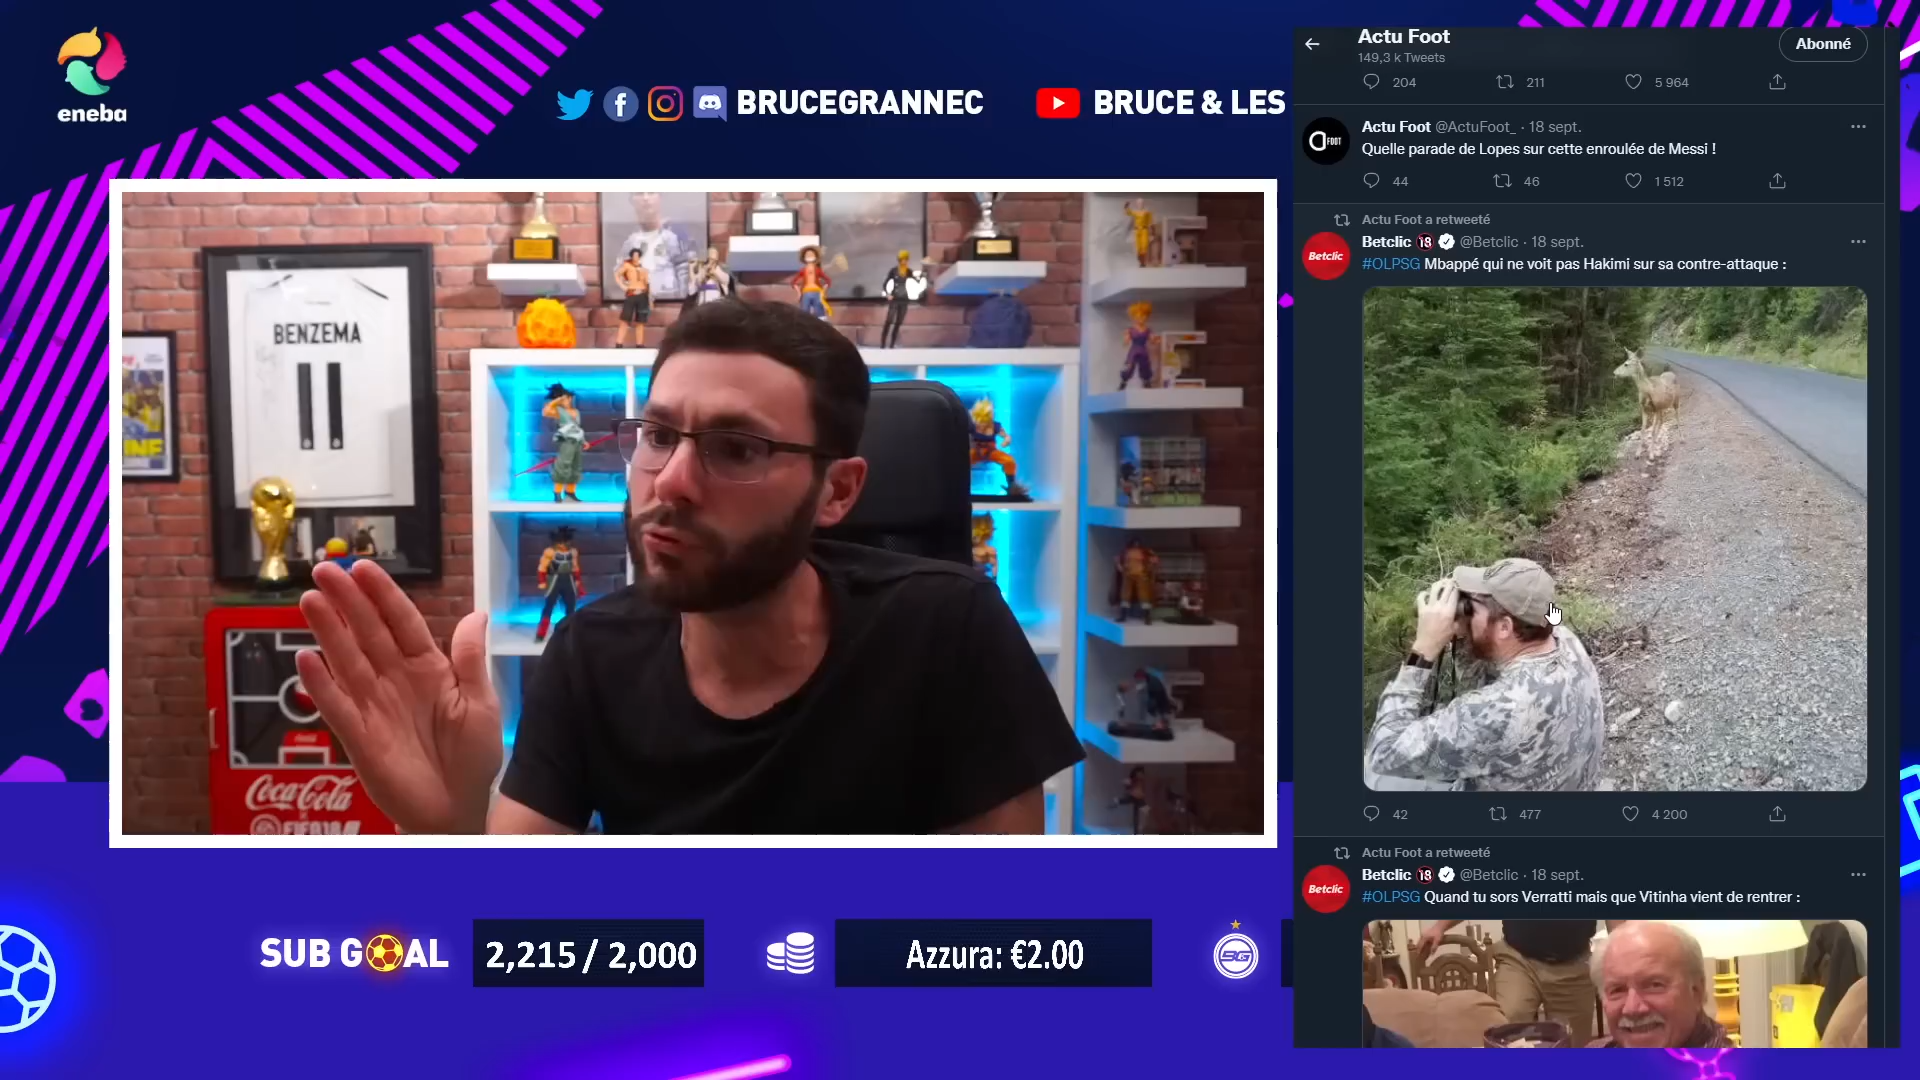 eneba
BRUCEGRANNEC
BRUCE & LES
BENZEMA
11
INF
Coca-Cola
FIFA18
SUB GOAL
2,215 / 2,000
Azzura: €2.00
Actu Foot
149,3 k Tweets
Abonné
204
211
5 964
FOOT
Actu Foot @ActuFoot_ · 18 sept.
Quelle parade de Lopes sur cette enroulée de Messi !
44
46
1 512
Actu Foot a retweeté
Betclic
Betclic 18 @Betclic · 18 sept.
#OLPSG Mbappé qui ne voit pas Hakimi sur sa contre-attaque :
42
477
4 200
Actu Foot a retweeté
Betclic
Betclic 18 @Betclic · 18 sept.
#OLPSG Quand tu sors Verratti mais que Vitinha vient de rentrer :